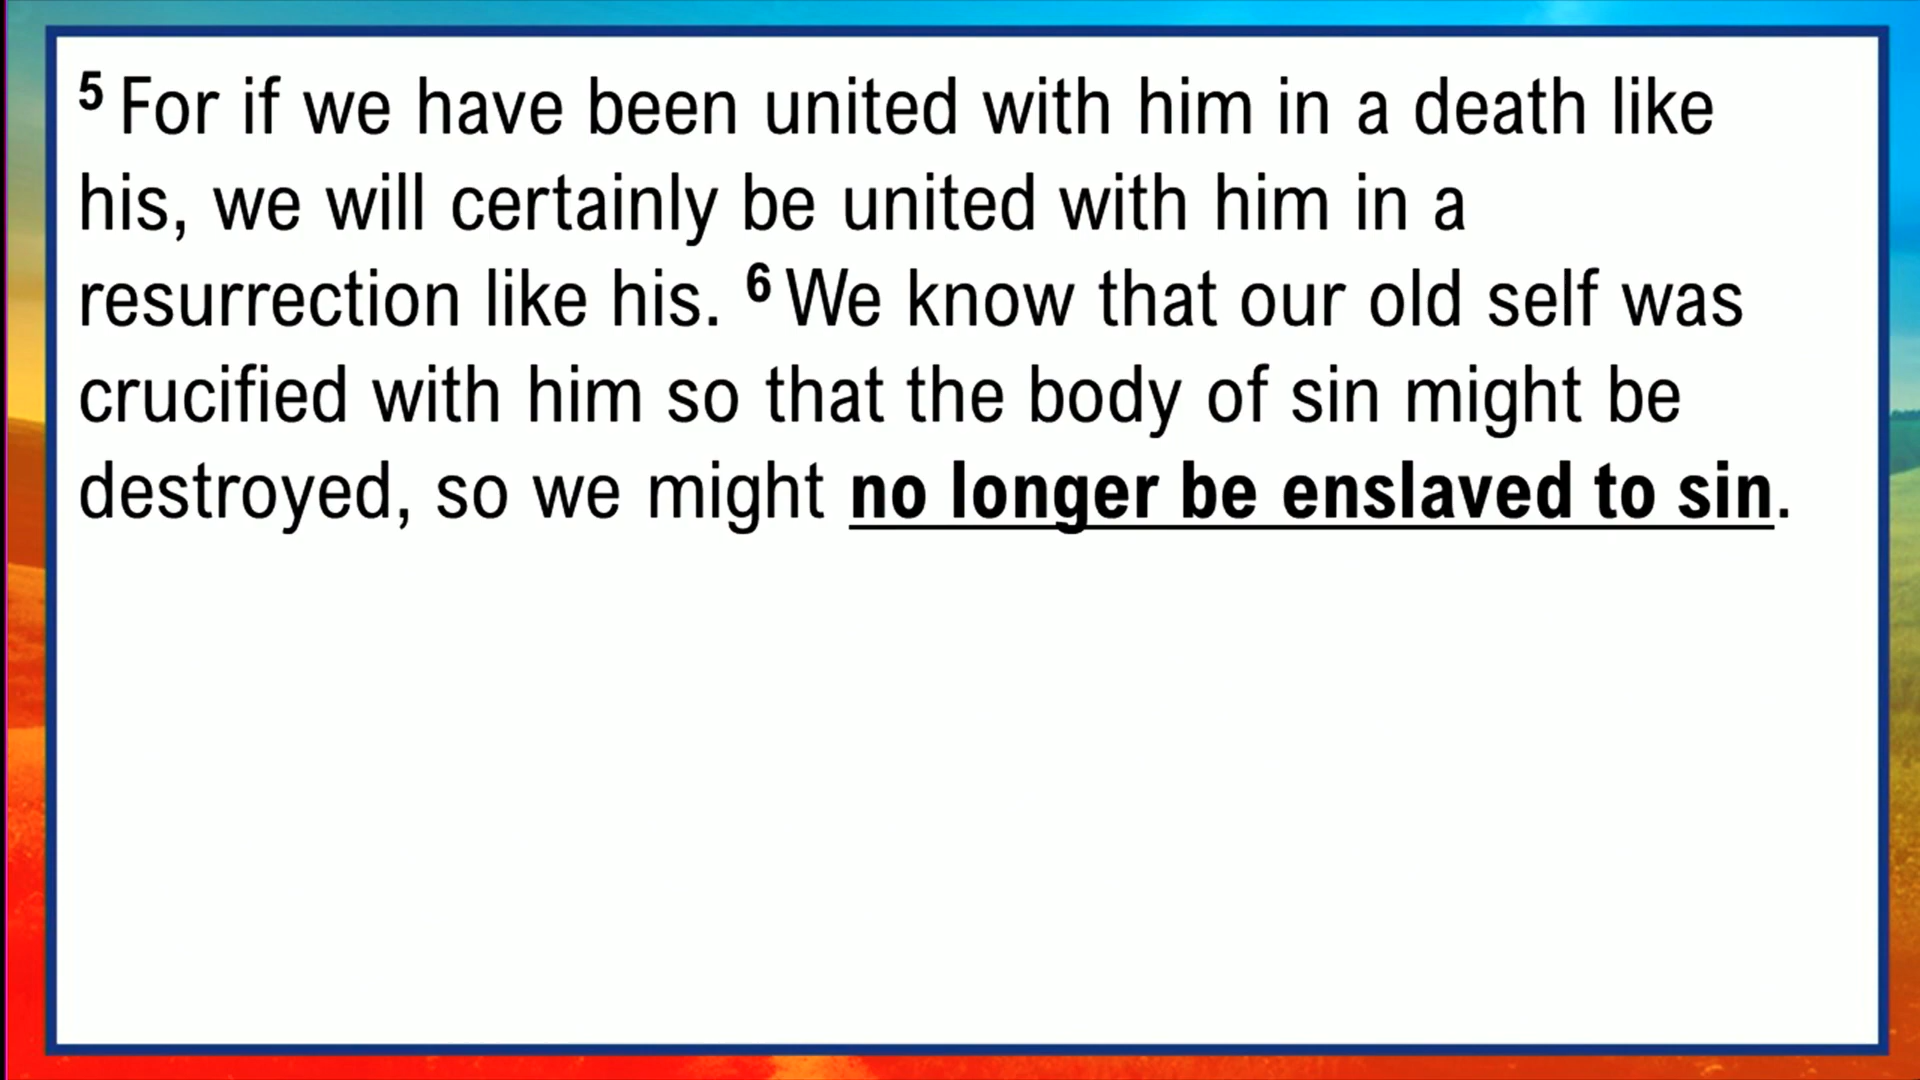 5 For if we have been united with him in a death like
his, we will certainly be united with him in a
resurrection like his. 6 We know that our old self was
crucified with him so that the body of sin might be
destroyed, so we might no longer be enslaved to sin.